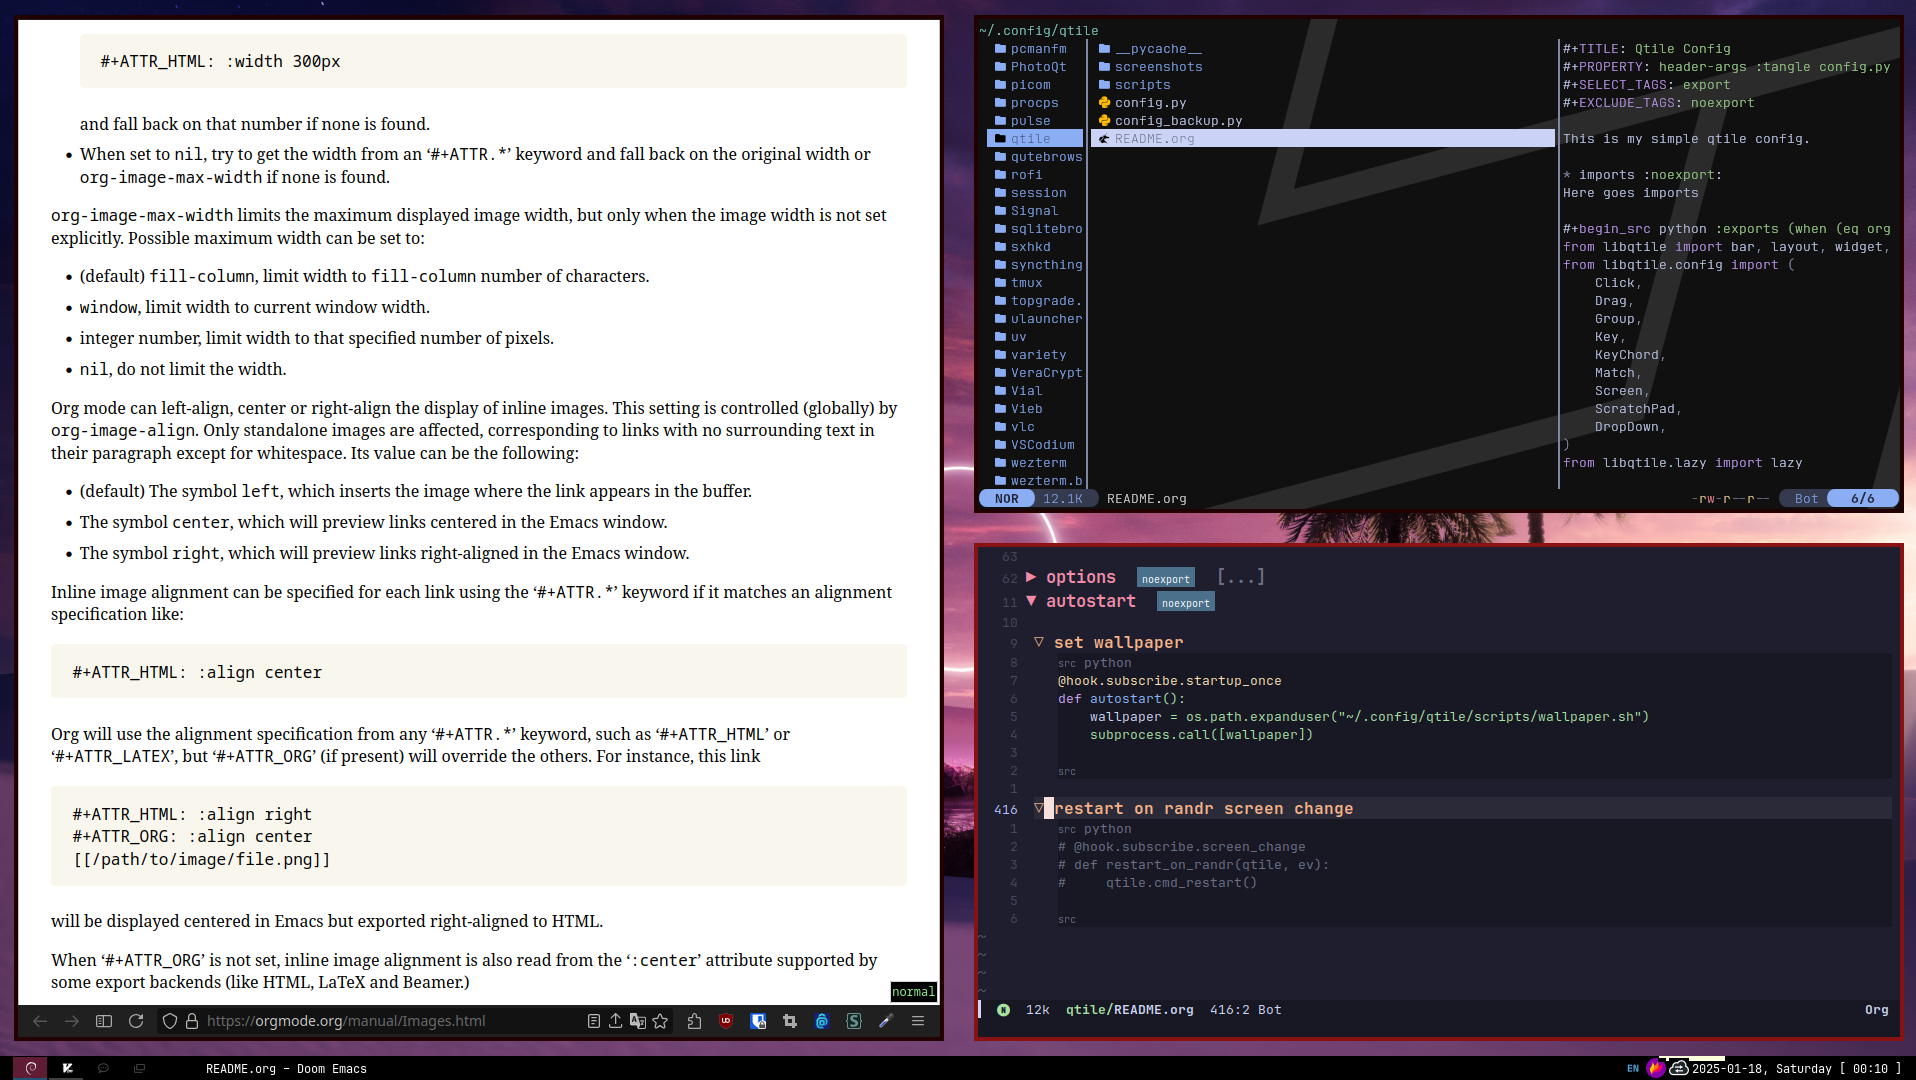 #+ATTR_HTML: :width 300px
and fall back on that number if none is found.
• When set to nil, try to get the width from an ‘#+ATTR.*’ keyword and fall back on the original width or
org-image-max-width if none is found.
org-image-max-width limits the maximum displayed image width, but only when the image width is not set
explicitly. Possible maximum width can be set to:
• (default) fill-column, limit width to fill-column number of characters.
• window, limit width to current window width.
• integer number, limit width to that specified number of pixels.
• nil, do not limit the width.
Org mode can left-align, center or right-align the display of inline images. This setting is controlled (globally) by
org-image-align. Only standalone images are affected, corresponding to links with no surrounding text in
their paragraph except for whitespace. Its value can be the following:
• (default) The symbol left, which inserts the image where the link appears in the buffer.
• The symbol center, which will preview links centered in the Emacs window.
• The symbol right, which will preview links right-aligned in the Emacs window.
Inline image alignment can be specified for each link using the ‘#+ATTR.*’ keyword if it matches an alignment
specification like:
#+ATTR_HTML: :align center
Org will use the alignment specification from any ‘#+ATTR.*’ keyword, such as ‘#+ATTR_HTML’ or
‘#+ATTR_LATEX’, but ‘#+ATTR_ORG’ (if present) will override the others. For instance, this link
#+ATTR_HTML: :align right
#+ATTR_ORG: :align center
[[/path/to/image/file.png]]
will be displayed centered in Emacs but exported right-aligned to HTML.
When ‘#+ATTR_ORG’ is not set, inline image alignment is also read from the ‘:center’ attribute supported by
some export backends (like HTML, LaTeX and Beamer.)
normal
https://orgmode.org/manual/Images.html
~/.config/qtile
pcmanfm
PhotoQt
picom
procps
pulse
qtile
qutebrows
rofi
session
Signal
sqlitebro
sxhkd
syncthing
tmux
topgrade.
ulauncher
uv
variety
VeraCrypt
Vial
Vieb
vlc
VSCodium
wezterm
wezterm.b
__pycache__
screenshots
scripts
config.py
config_backup.py
README.org
#+TITLE: Qtile Config
#+PROPERTY: header-args :tangle config.py
#+SELECT_TAGS: export
#+EXCLUDE_TAGS: noexport
This is my simple qtile config.
* imports :noexport:
Here goes imports
#+begin_src python :exports (when (eq org
from libqtile import bar, layout, widget,
from libqtile.config import (
Click,
Drag,
Group,
Key,
KeyChord,
Match,
Screen,
ScratchPad,
DropDown,
)
from libqtile.lazy import lazy
NOR 12.1K README.org -rw-r--r-- Bot 6/6
63
62 ▶ options noexport [...]
11 ▼ autostart noexport
10
9 ▽ set wallpaper
8 src python
7 @hook.subscribe.startup_once
6 def autostart():
5 wallpaper = os.path.expanduser("~/.config/qtile/scripts/wallpaper.sh")
4 subprocess.call([wallpaper])
3
2 src
1
416 ▽ restart on randr screen change
1 src python
2 # @hook.subscribe.screen_change
3 # def restart_on_randr(qtile, ev):
4 # qtile.cmd_restart()
5
6 src
~
~
~
~
N 12k qtile/README.org 416:2 Bot Org
README.org – Doom Emacs
EN 2025-01-18, Saturday [ 00:10 ]